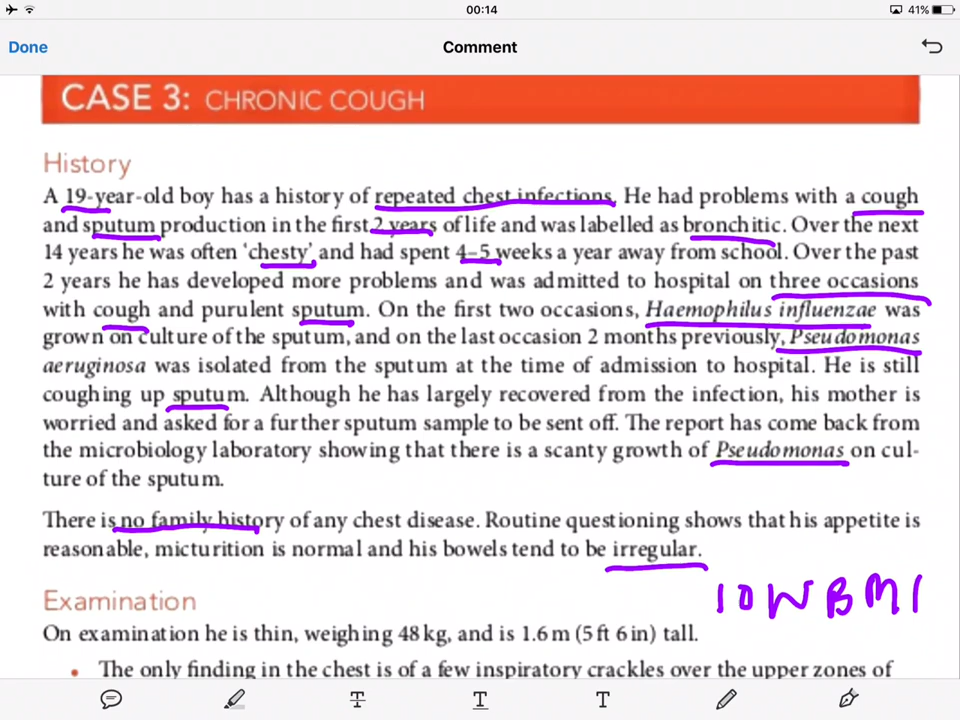 00:14
41%
Done
Comment
CASE 3: CHRONIC COUGH
History
A 19-year-old boy has a history of repeated chest infections. He had problems with a cough
and sputum production in the first 2 years of life and was labelled as bronchitic. Over the next
14 years he was often ‘chesty’, and had spent 4–5 weeks a year away from school. Over the past
2 years he has developed more problems and was admitted to hospital on three occasions
with cough and purulent sputum. On the first two occasions, Haemophilus influenzae was
grown on culture of the sputum, and on the last occasion 2 months previously, Pseudomonas
aeruginosa was isolated from the sputum at the time of admission to hospital. He is still
coughing up sputum. Although he has largely recovered from the infection, his mother is
worried and asked for a further sputum sample to be sent off. The report has come back from
the microbiology laboratory showing that there is a scanty growth of Pseudomonas on cul-
ture of the sputum.
There is no family history of any chest disease. Routine questioning shows that his appetite is
reasonable, micturition is normal and his bowels tend to be irregular.
lOW BMI
Examination
On examination he is thin, weighing 48 kg, and is 1.6 m (5 ft 6 in) tall.
• The only finding in the chest is of a few inspiratory crackles over the upper zones of
T T T